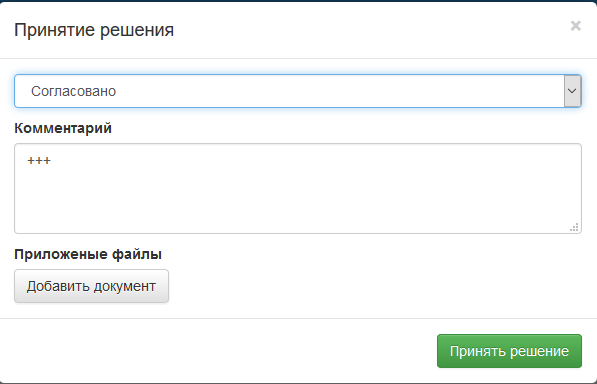 Принятие решения
×
Согласовано
Комментарий
+++
Приложеные файлы
Добавить документ
Принять решение